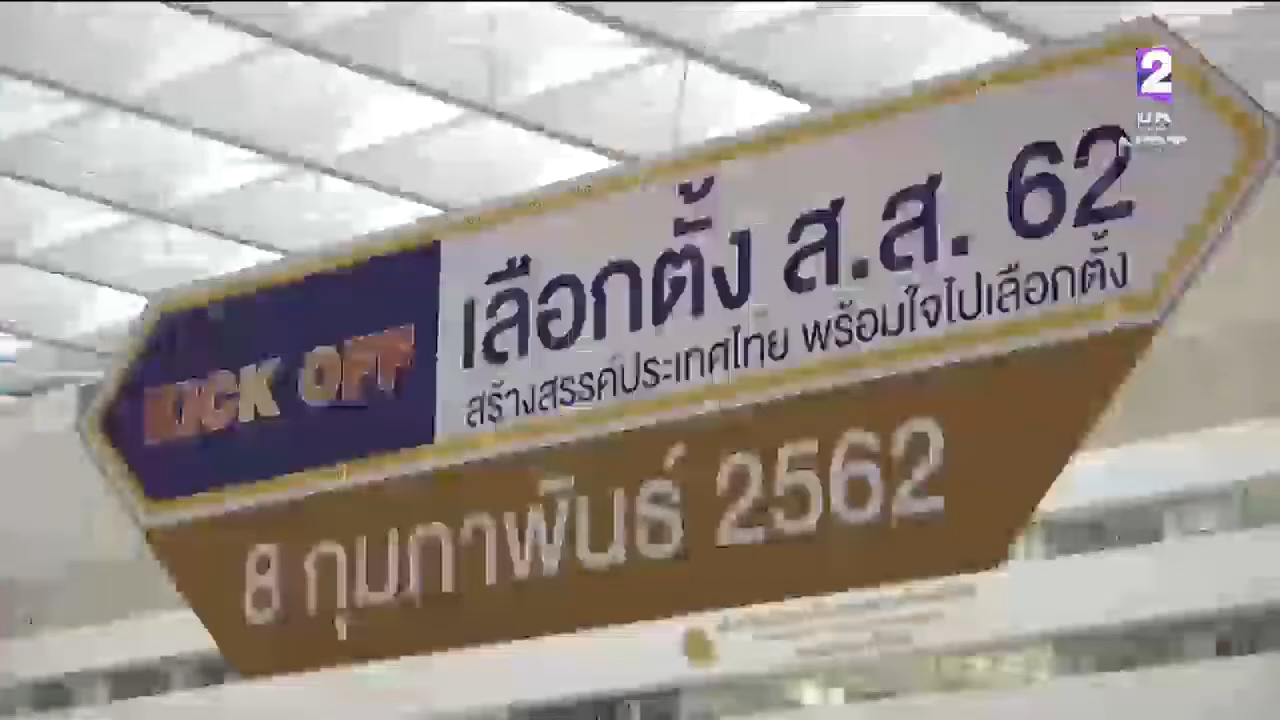 2
KICK OFF
เลือกตั้ง ส.ส. 62
สร้างสรรค์ประเทศไทย พร้อมใจไปเลือกตั้ง
8 กุมภาพันธ์ 2562